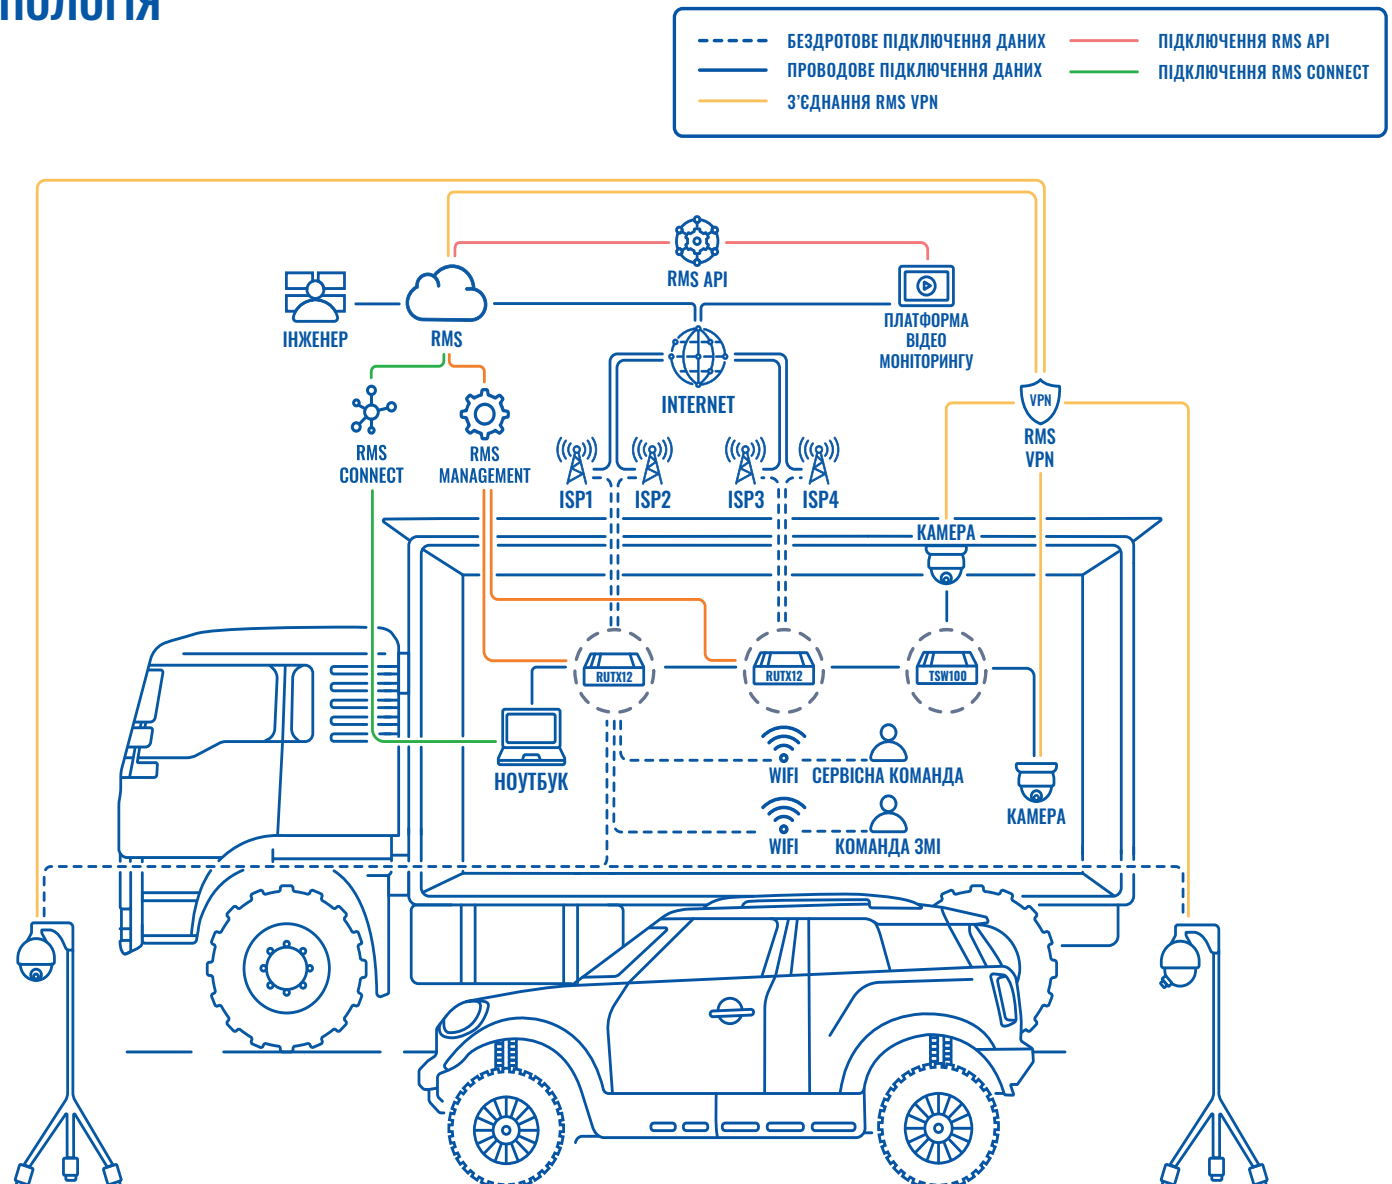 ПОЛОГІЯ
БЕЗДРОТОВЕ ПІДКЛЮЧЕННЯ ДАНИХ
ПРОВОДОВЕ ПІДКЛЮЧЕННЯ ДАНИХ
З'ЄДНАННЯ RMS VPN
ПІДКЛЮЧЕННЯ RMS API
ПІДКЛЮЧЕННЯ RMS CONNECT
RMS API
ІНЖЕНЕР
RMS
ПЛАТФОРМА
ВІДЕО
МОНІТОРИНГУ
INTERNET
VPN
RMS
VPN
RMS
CONNECT
RMS
MANAGEMENT
ISP1
ISP2
ISP3
ISP4
КАМЕРА
RUTX12
RUTX12
TSW100
НОУТБУК
WIFI
СЕРВІСНА КОМАНДА
КАМЕРА
WIFI
КОМАНДА ЗМІ